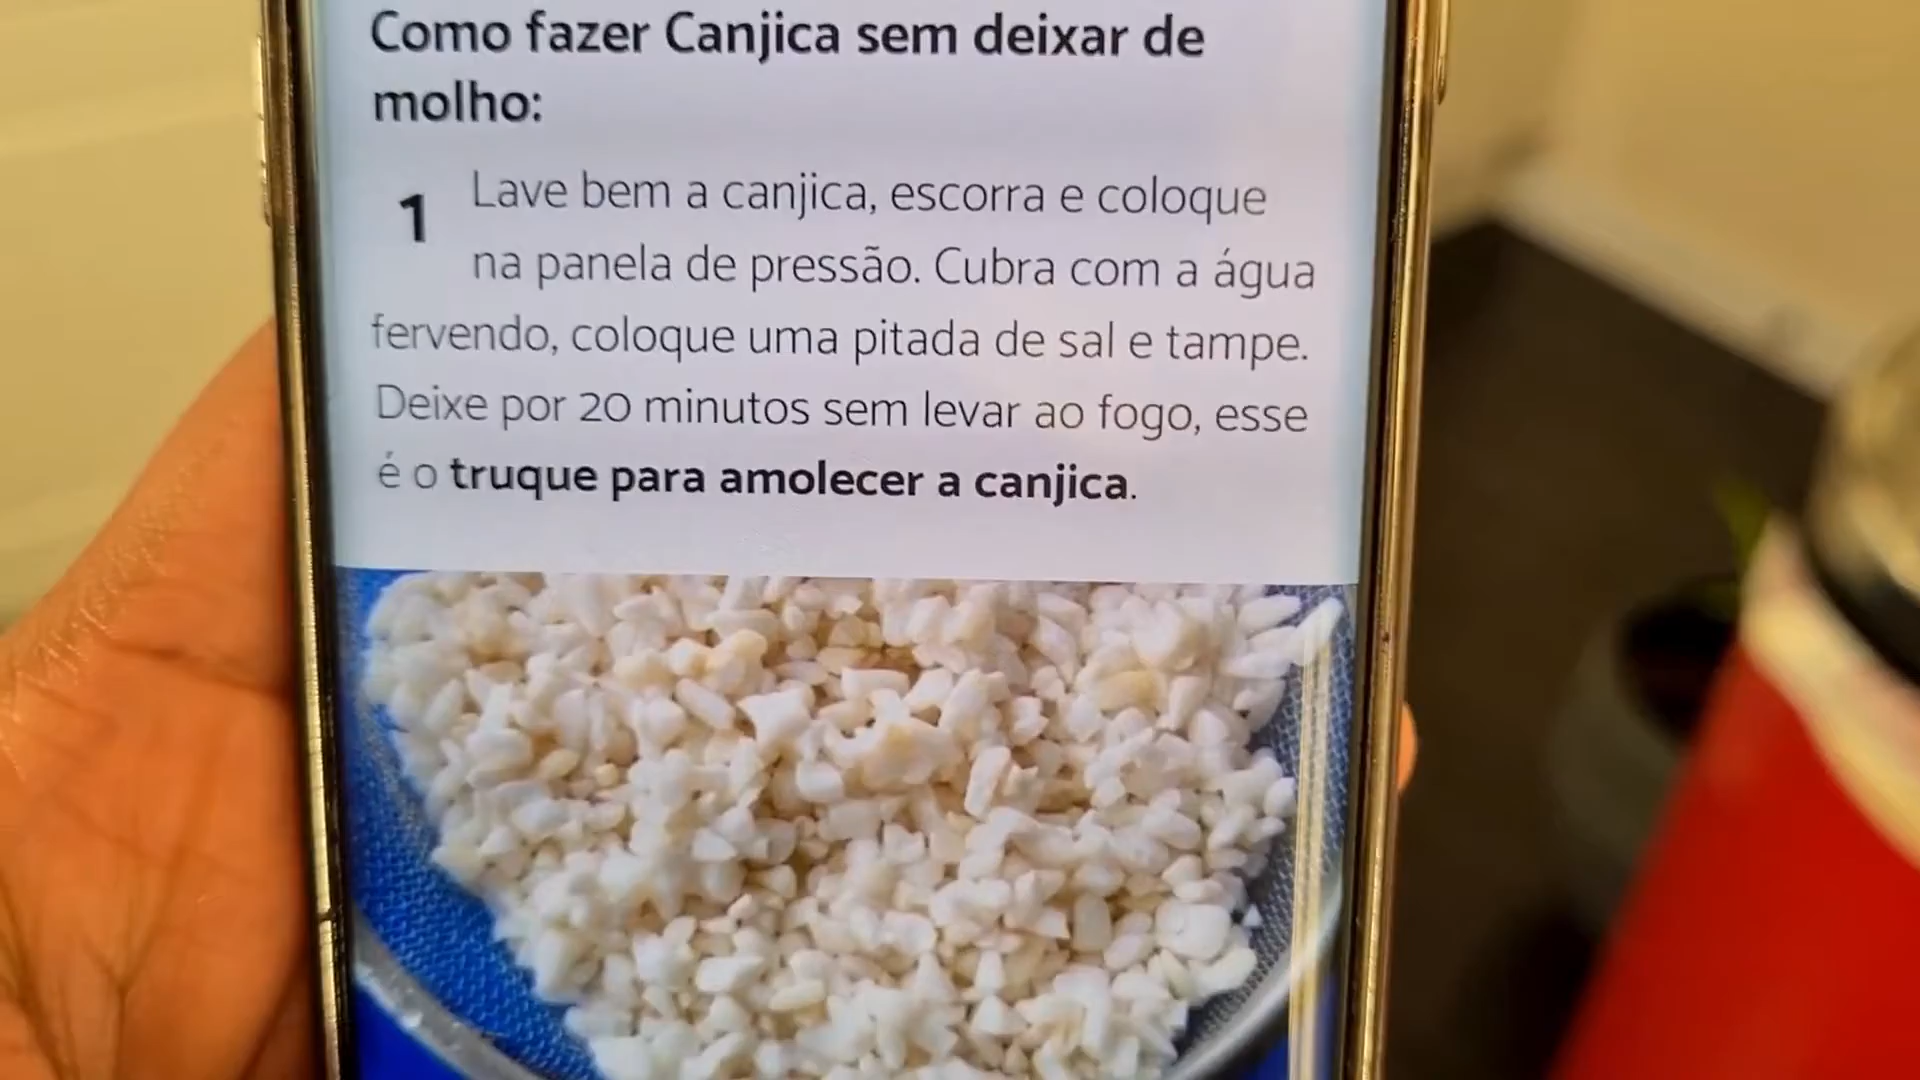 Como fazer Canjica sem deixar de
molho:
1 Lave bem a canjica, escorra e coloque
na panela de pressão. Cubra com a água
fervendo, coloque uma pitada de sal e tampe.
Deixe por 20 minutos sem levar ao fogo, esse
é o truque para amolecer a canjica.